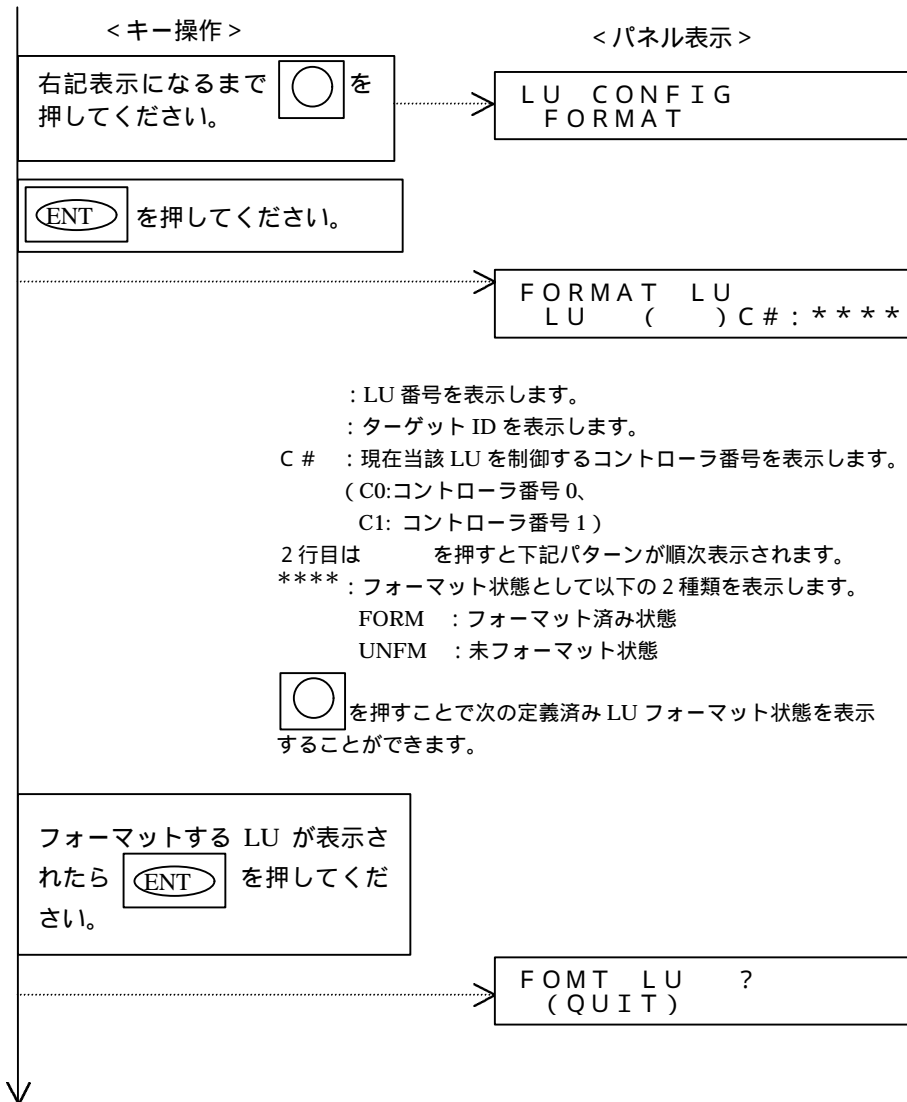 <キー操作>
<パネル表示>
右記表示になるまで を
押してください。
LU CONFIG
FORMAT
ENT を押してください。
FORMAT LU
LU ( )C#:****
:LU 番号を表示します。
:ターゲット ID を表示します。
C# :現在当該 LU を制御するコントローラ番号を表示します。
(C0:コントローラ番号 0、
C1: コントローラ番号 1)
2行目は を押すと下記パターンが順次表示されます。
****:フォーマット状態として以下の2種類を表示します。
FORM :フォーマット済み状態
UNFM :未フォーマット状態
を押すことで次の定義済み LU フォーマット状態を表示
することができます。
フォーマットする LU が表示さ
れたら ENT を押してくだ
さい。
FOMT LU ?
(QUIT)